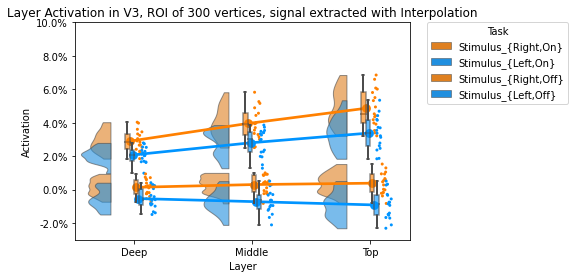 Layer Activation in V3, ROI of 300 vertices, signal extracted with Interpolation
10.0%
8.0%
6.0%
4.0%
2.0%
0.0%
-2.0%
Activation
Deep
Middle
Top
Layer
Task
Stimulus_{Right,On}
Stimulus_{Left,On}
Stimulus_{Right,Off}
Stimulus_{Left,Off}